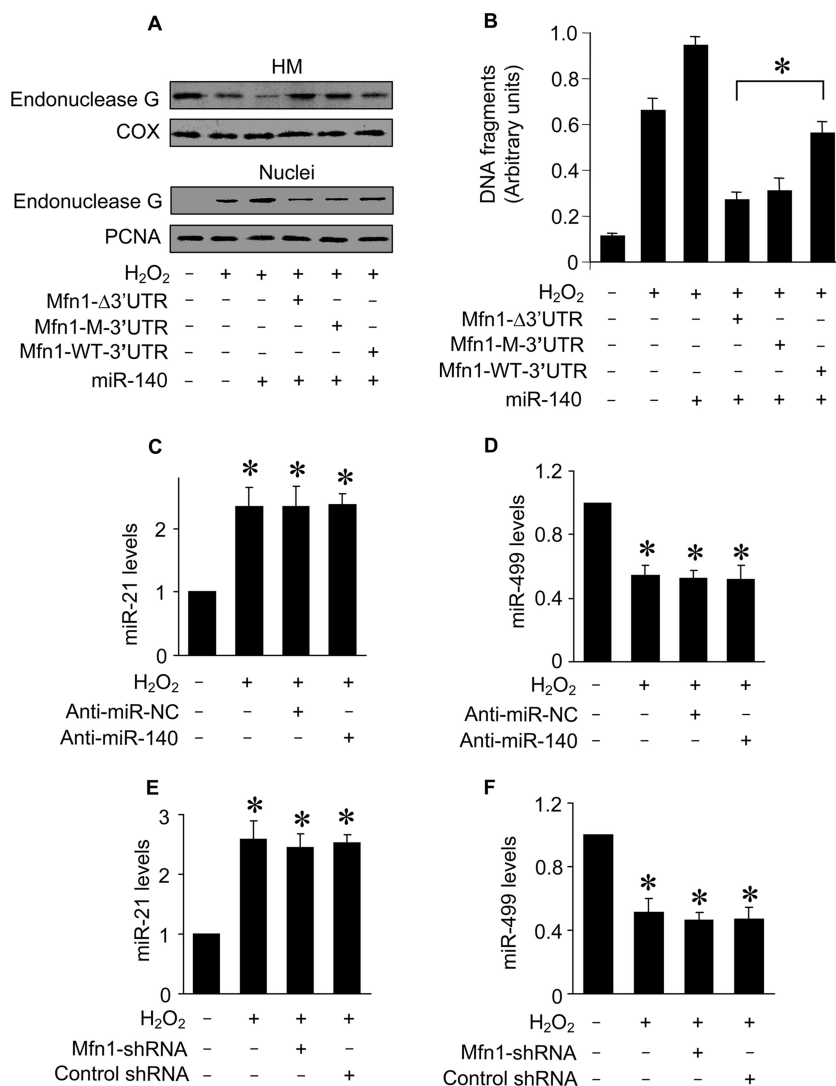 A
HM
Endonuclease G
COX
Nuclei
Endonuclease G
PCNA
H₂O₂ – + + + + +
Mfn1-Δ3’UTR – – – + – –
Mfn1-M-3’UTR – – – – + –
Mfn1-WT-3’UTR – – – – – +
miR-140 – – + + + +
B
DNA fragments
(Arbitrary units)
1.0
0.8
0.6
0.4
0.2
0
*
H₂O₂ – + + + + +
Mfn1-Δ3’UTR – – – + – –
Mfn1-M-3’UTR – – – – + –
Mfn1-WT-3’UTR – – – – – +
miR-140 – – + + + +
C
miR-21 levels
2
1
0
* * *
H₂O₂ – + + +
Anti-miR-NC – – + –
Anti-miR-140 – – – +
D
miR-499 levels
1.2
0.8
0.4
0
* * *
H₂O₂ – + + +
Anti-miR-NC – – + –
Anti-miR-140 – – – +
E
miR-21 levels
3
2
1
0
* * *
H₂O₂ – + + +
Mfn1-shRNA – – + –
Control shRNA – – – +
F
miR-499 levels
1.2
0.8
0.4
0
* * *
H₂O₂ – + + +
Mfn1-shRNA – – + –
Control shRNA – – – +